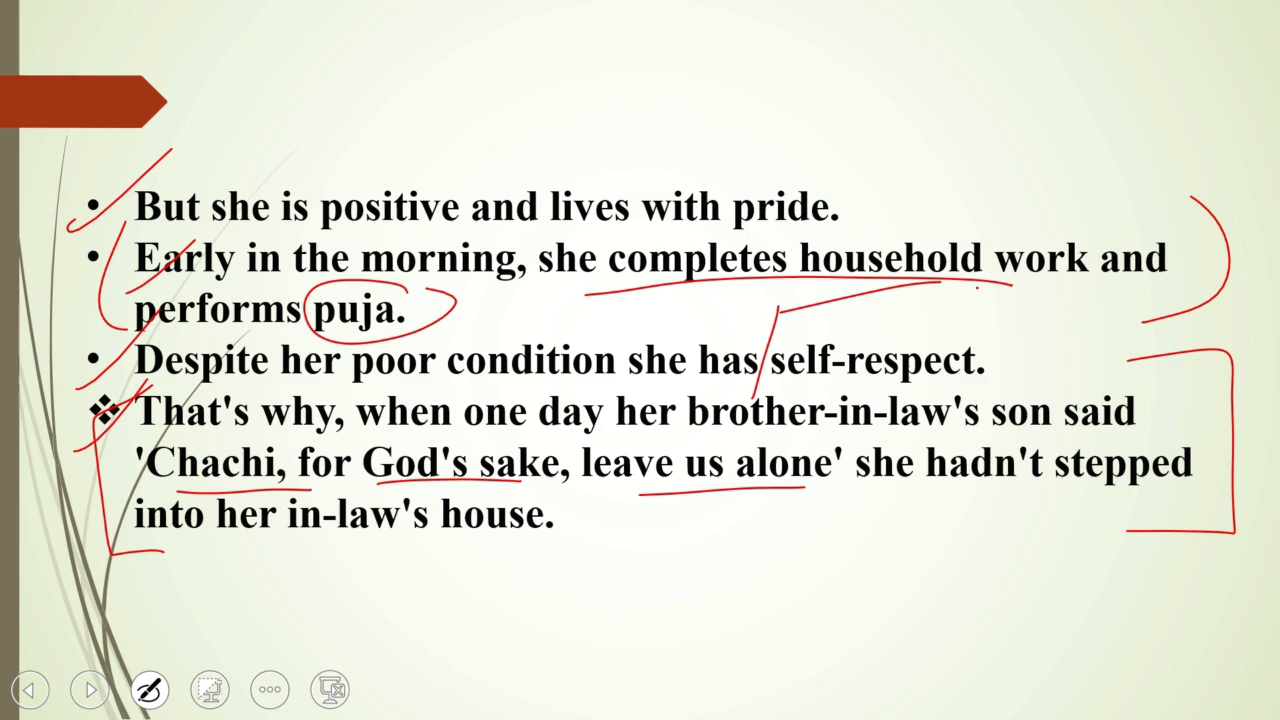 • But she is positive and lives with pride.
• Early in the morning, she completes household work and
performs puja.
• Despite her poor condition she has self-respect.
❖ That's why, when one day her brother-in-law's son said
'Chachi, for God's sake, leave us alone' she hadn't stepped
into her in-law's house.